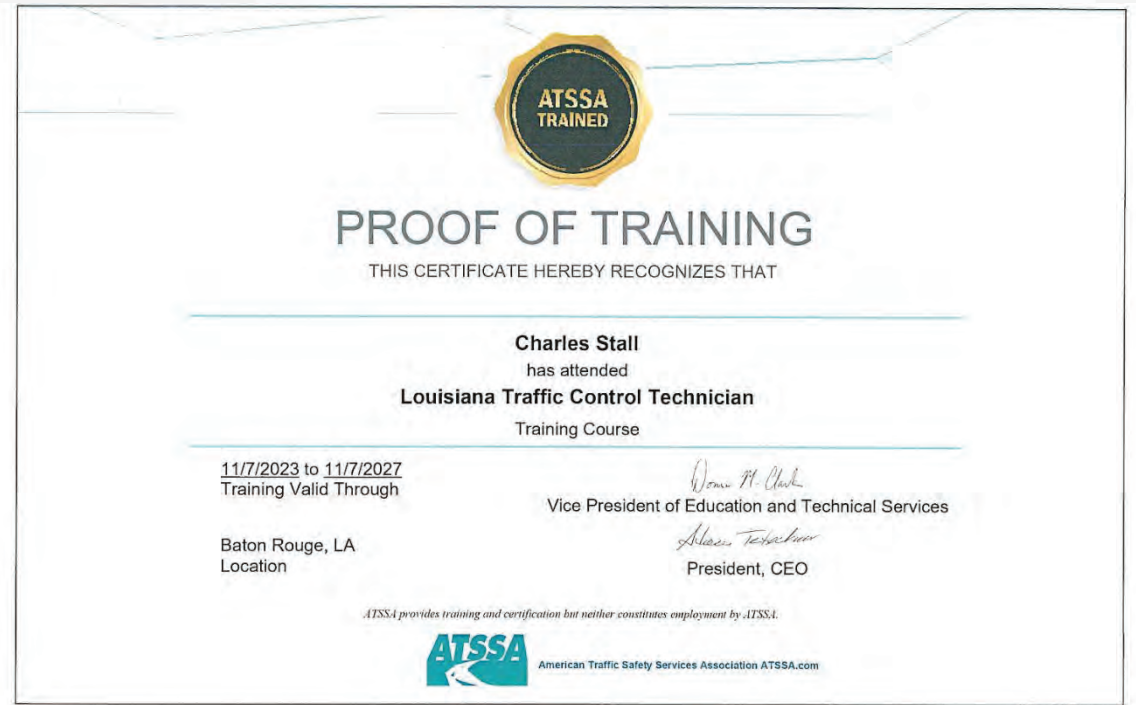 ATSSA
TRAINED
PROOF OF TRAINING
THIS CERTIFICATE HEREBY RECOGNIZES THAT
Charles Stall
has attended
Louisiana Traffic Control Technician
Training Course
11/7/2023 to 11/7/2027
Training Valid Through
Donna M. Clark
Vice President of Education and Technical Services
Baton Rouge, LA
Location
President, CEO
ATSSA provides training and certification but neither constitutes employment by ATSSA.
ATSSA
American Traffic Safety Services Association ATSSA.com